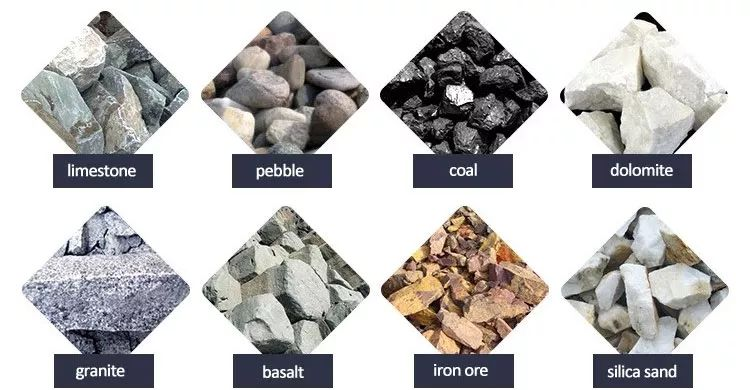 limestone
pebble
coal
dolomite
granite
basalt
iron ore
silica sand